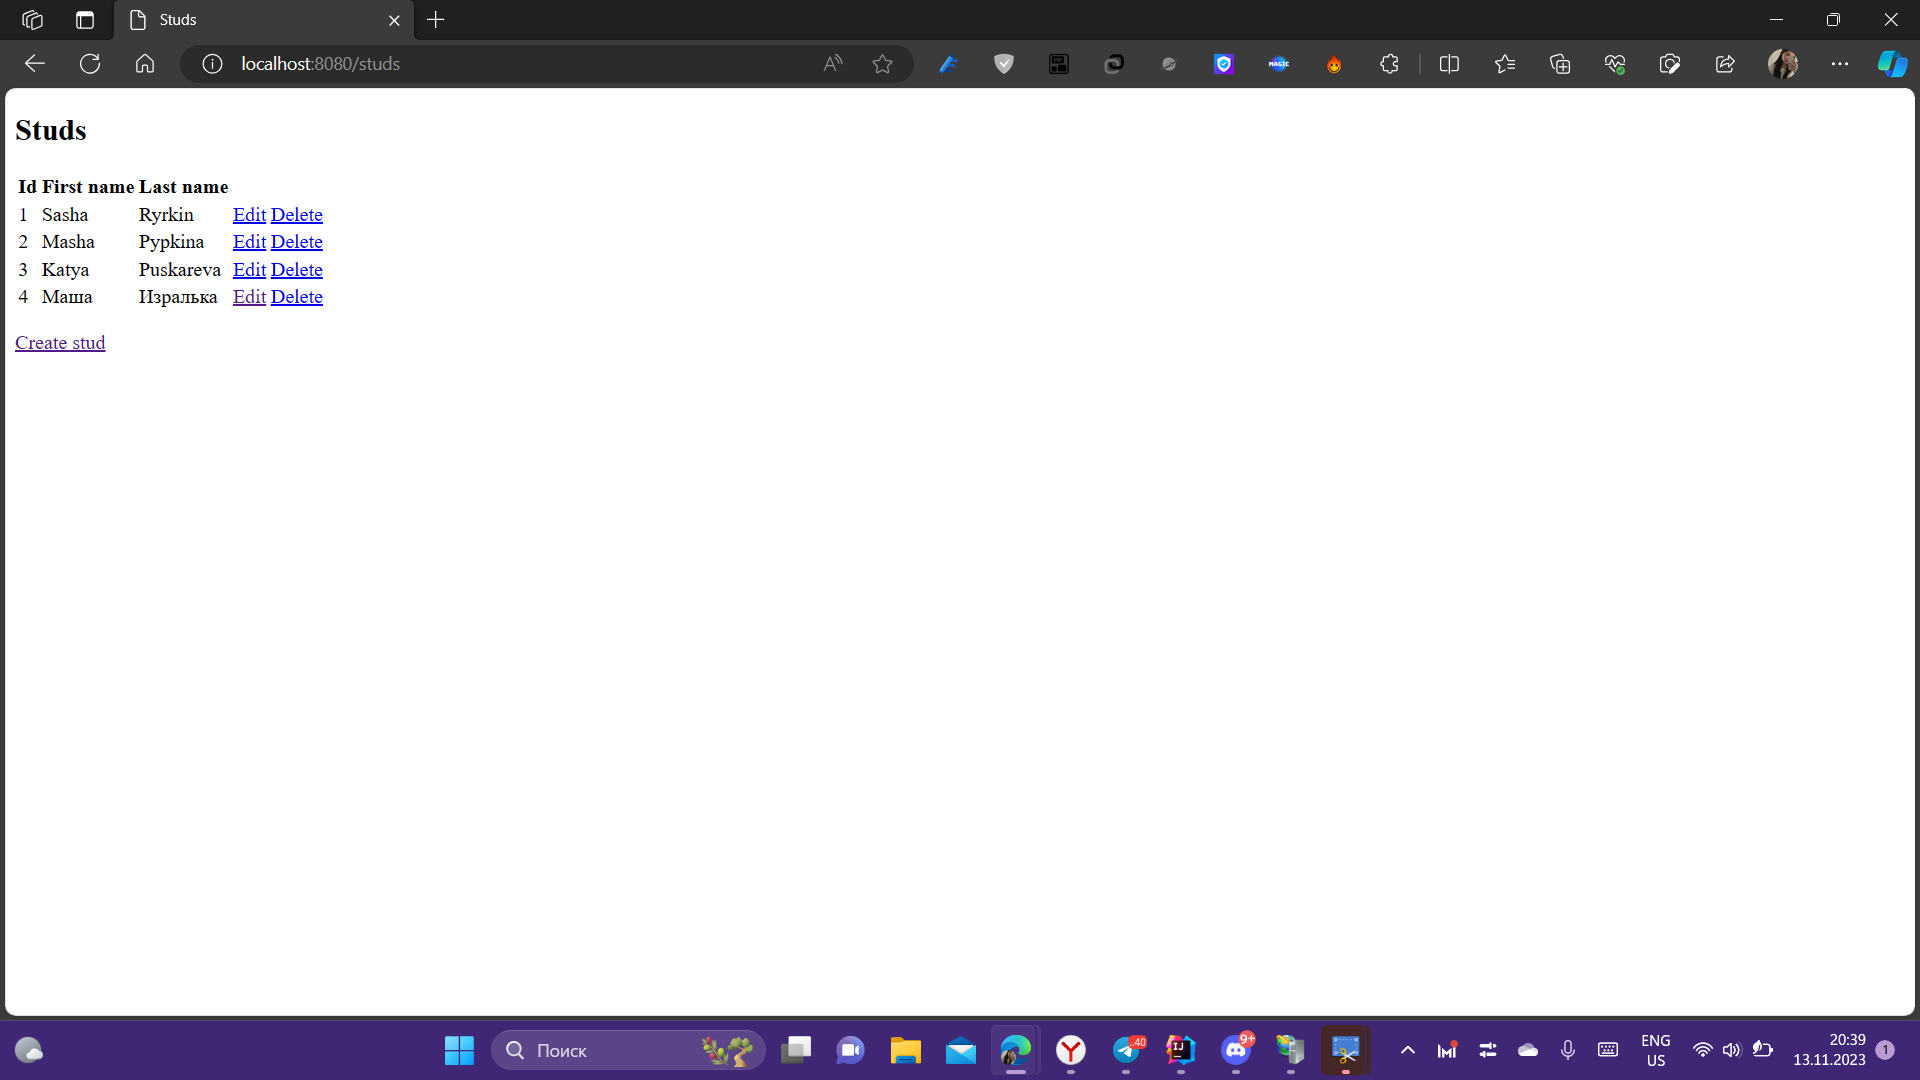 Studs
localhost:8080/studs
MAGIC
Studs
Id First name Last name
1 Sasha Ryrkin Edit Delete
2 Masha Pypkina Edit Delete
3 Katya Puskareva Edit Delete
4 Маша Изралька Edit Delete
Create stud
Поиск
40
IJ
9+
ENG
US
20:39
13.11.2023
1